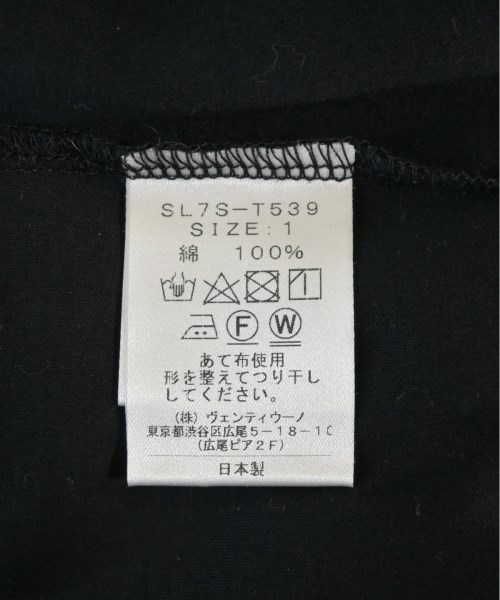 SL7S-T539
SIZE:1
綿 100%
F W
あて布使用
形を整えてつり干し
してください。
(株)ヴェンティウーノ
東京都渋谷区広尾5-18-10
(広尾ピア2F)
日本製